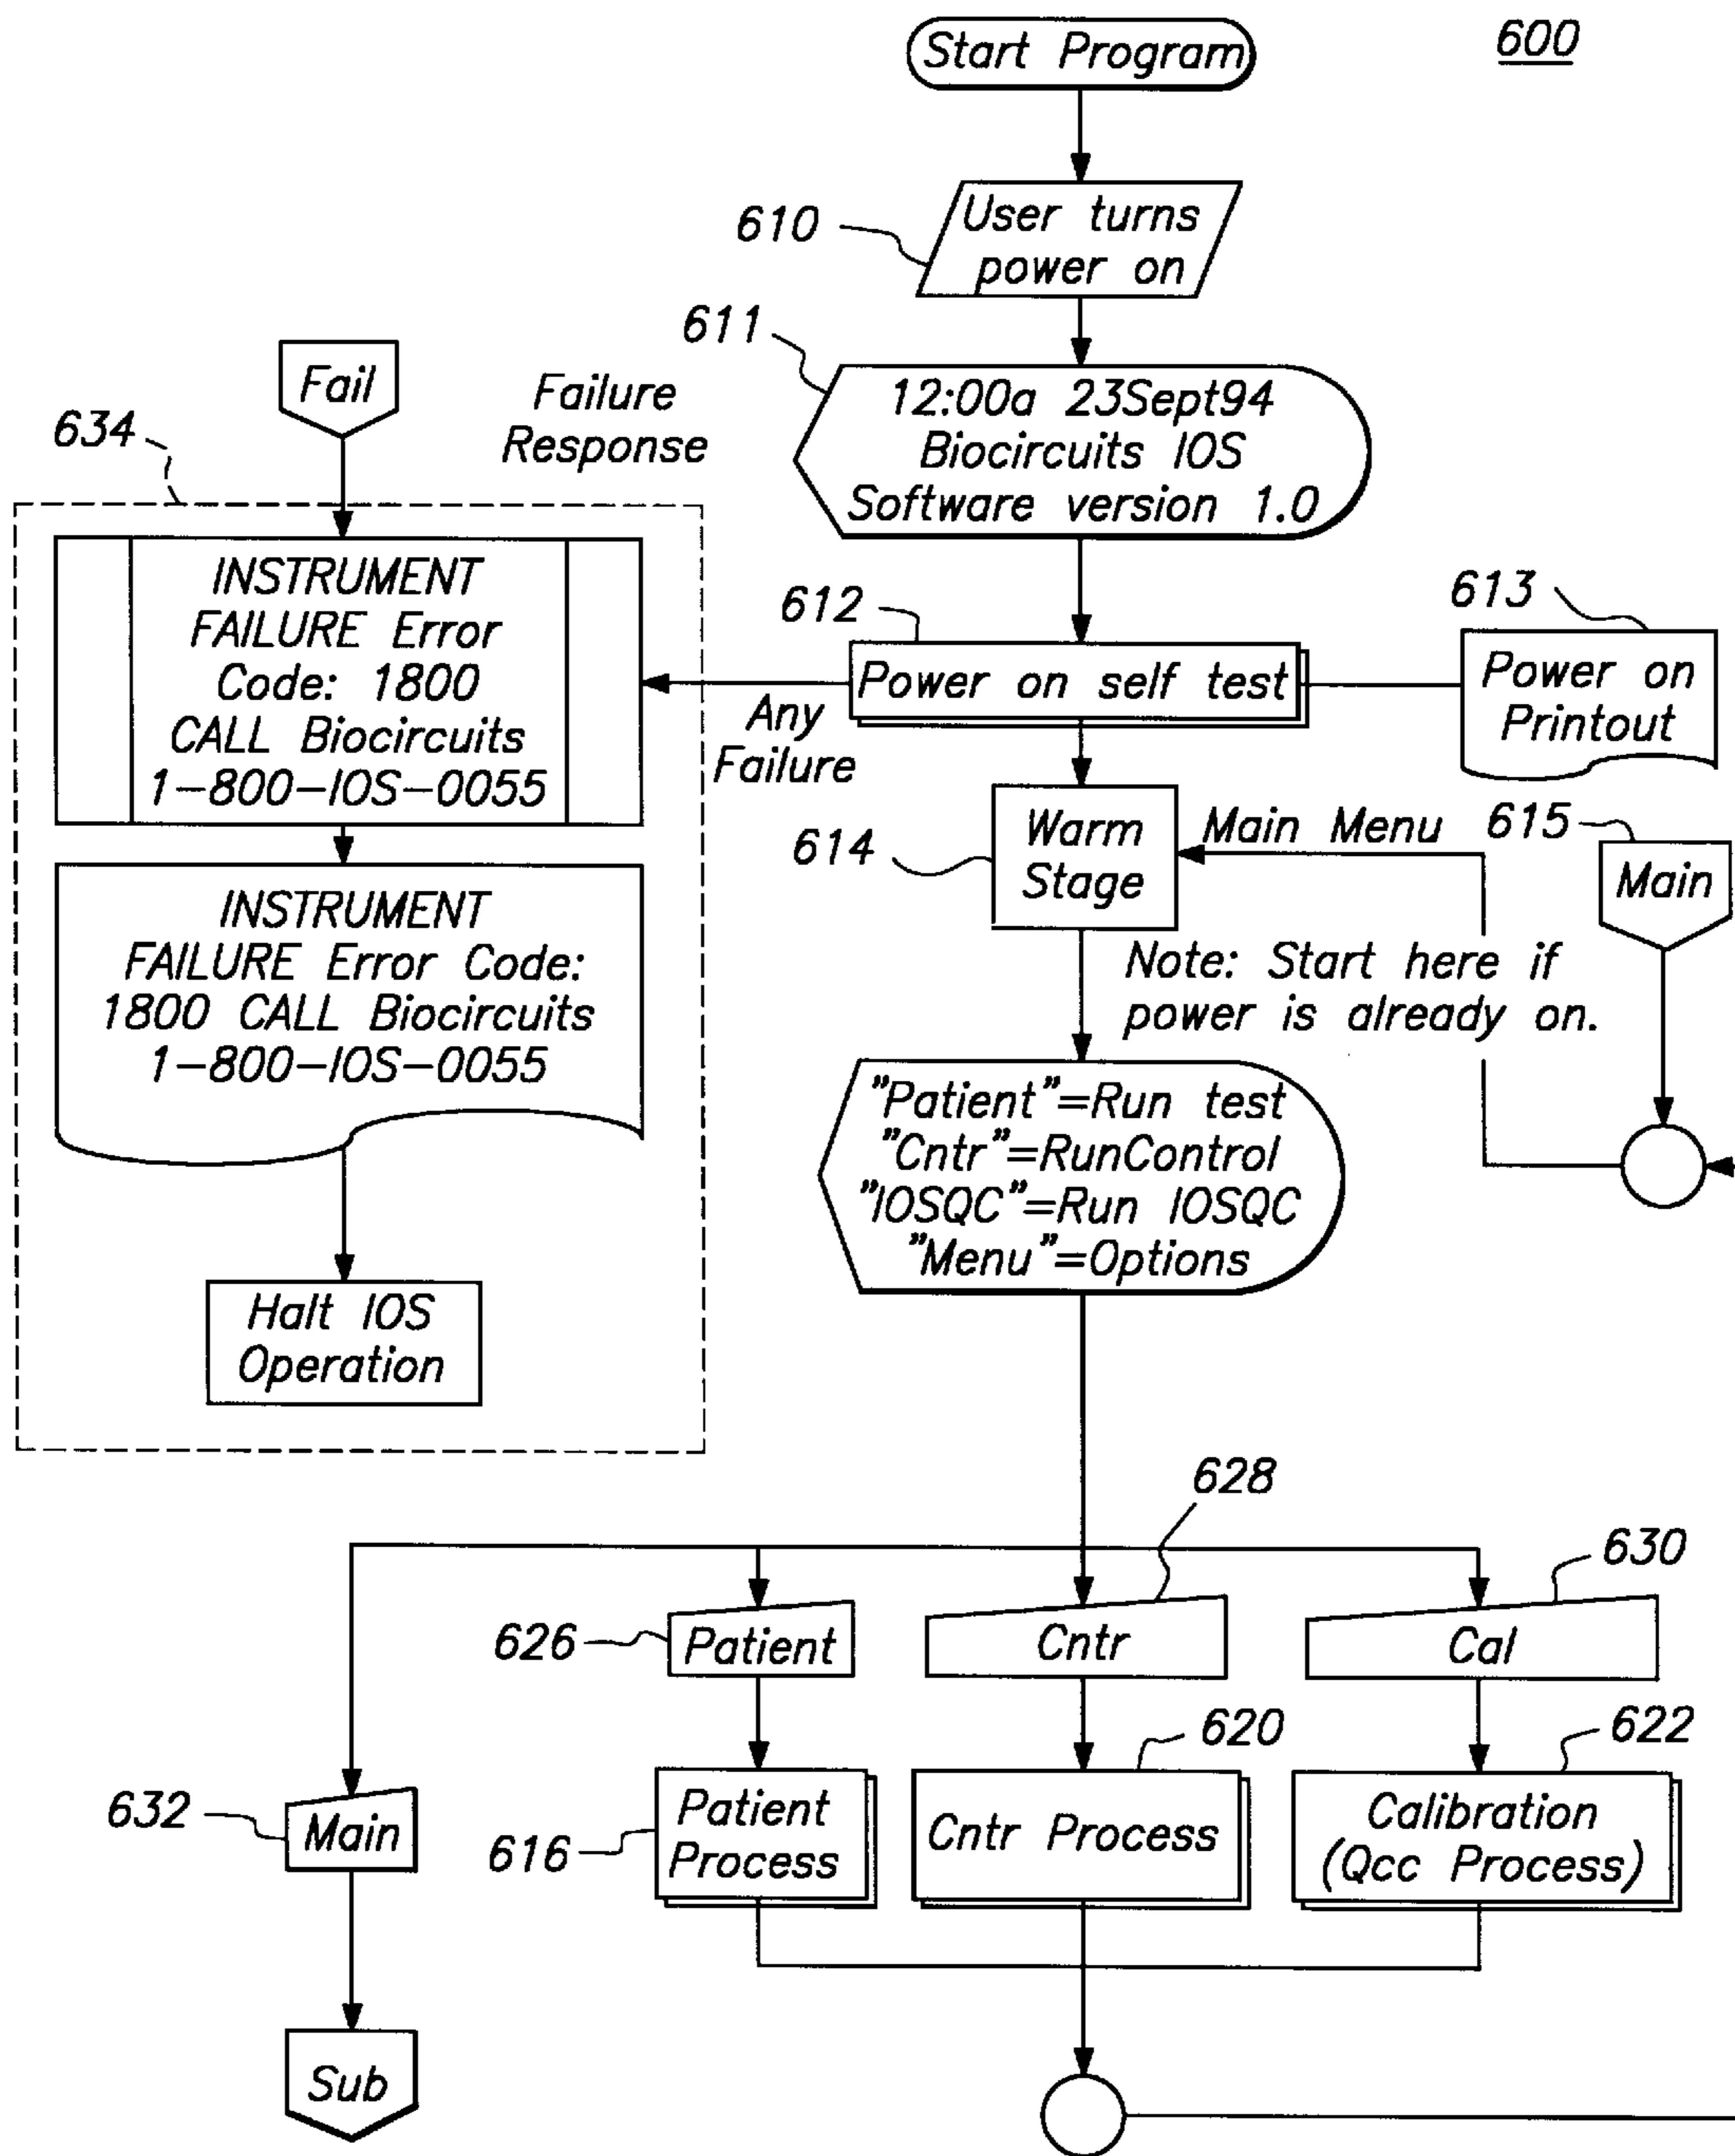 Start Program
600
610
User turns
power on
611
12:00a 23Sept94
Biocircuits IOS
Software version 1.0
Fail
Failure
Response
634
INSTRUMENT
FAILURE Error
Code: 1800
CALL Biocircuits
1-800-IOS-0055
612
Power on self test
Any
Failure
613
Power on
Printout
614
Warm
Stage
Main Menu
615
Main
INSTRUMENT
FAILURE Error Code:
1800 CALL Biocircuits
1-800-IOS-0055
Note: Start here if
power is already on.
"Patient"=Run test
"Cntr"=RunControl
"IOSQC"=Run IOSQC
"Menu"=Options
Halt IOS
Operation
628
630
626
Patient
Cntr
Cal
620
622
632
Main
616
Patient
Process
Cntr Process
Calibration
(Qcc Process)
Sub